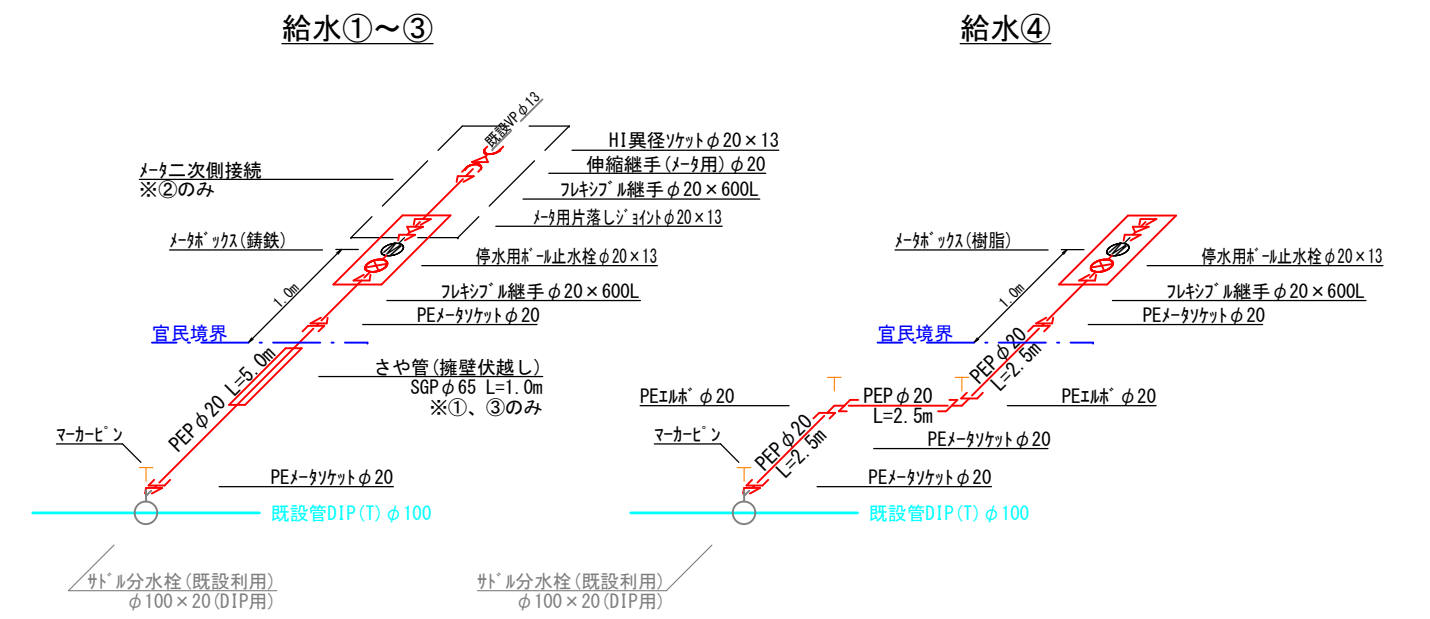 給水①～③
既設VPφ13
HI異径ソケットφ20×13
伸縮継手(メータ用)φ20
フレキシブル継手φ20×600L
メータ用片落しジョイントφ20×13
メータ二次側接続
※②のみ
メータボックス(鋳鉄)
停水用ボール止水栓φ20×13
フレキシブル継手φ20×600L
PEメータソケットφ20
1.0m
官民境界
さや管(擁壁伏越し)
SGPφ65 L=1.0m
※①、③のみ
PEPφ20 L=5.0m
マーカーピン
PEメータソケットφ20
既設管DIP(T)φ100
サドル分水栓(既設利用)
φ100×20(DIP用)
給水④
メータボックス(樹脂)
停水用ボール止水栓φ20×13
フレキシブル継手φ20×600L
PEメータソケットφ20
1.0m
官民境界
PEPφ20
L=2.5m
PEエルボφ20
PEPφ20
L=2.5m
PEエルボφ20
PEPφ20
L=2.5m
マーカーピン
PEメータソケットφ20
PEメータソケットφ20
既設管DIP(T)φ100
サドル分水栓(既設利用)
φ100×20(DIP用)